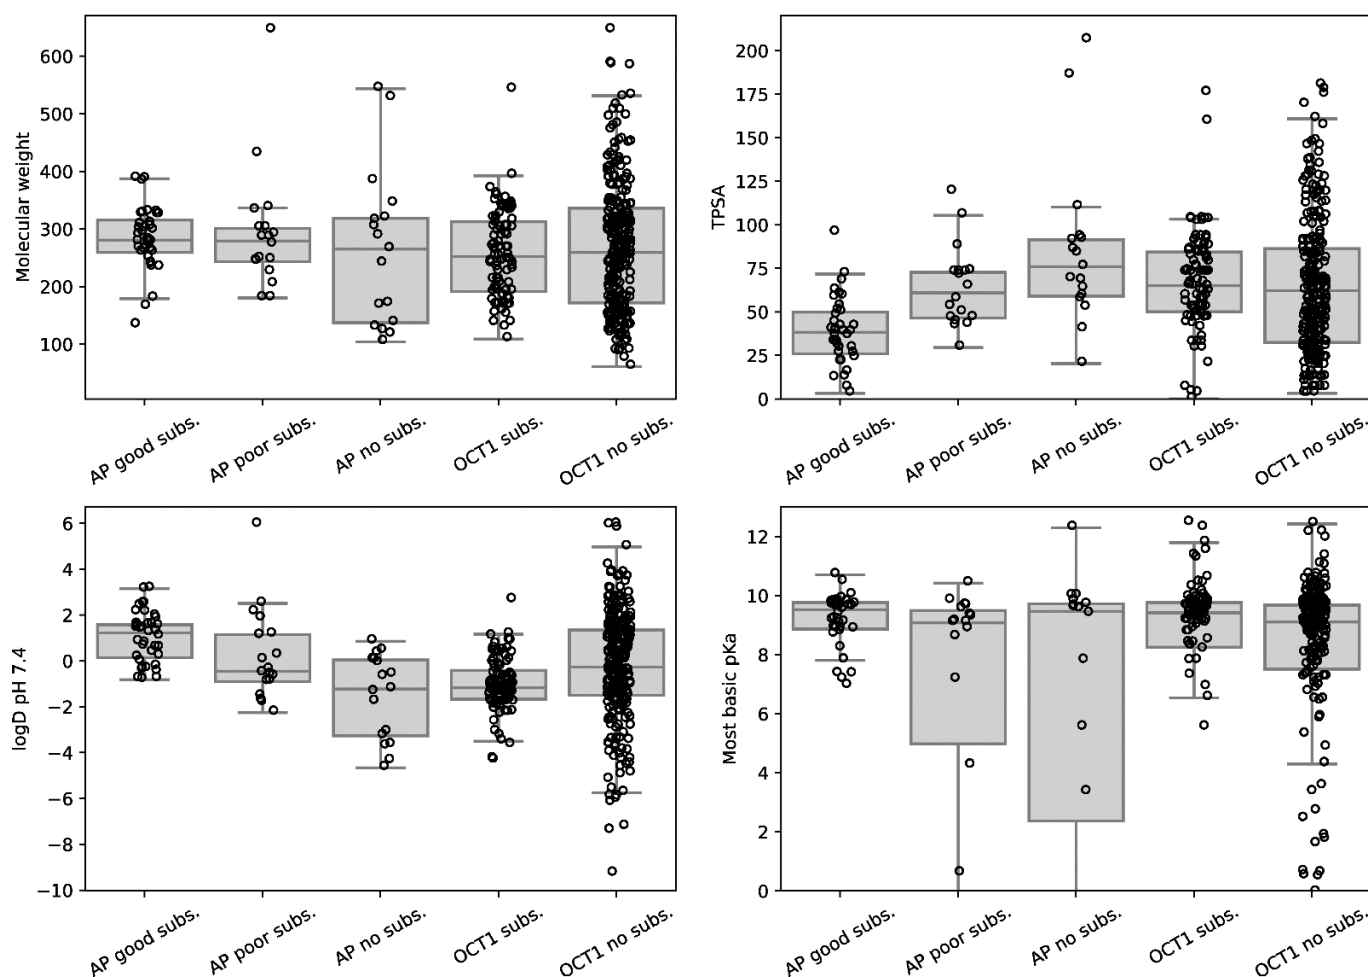 600
500
400
300
200
100
Molecular weight
AP good subs.
AP poor subs.
AP no subs.
OCT1 subs.
OCT1 no subs.
200
175
150
125
100
75
50
25
0
TPSA
AP good subs.
AP poor subs.
AP no subs.
OCT1 subs.
OCT1 no subs.
6
4
2
0
−2
−4
−6
−8
−10
logD pH 7.4
AP good subs.
AP poor subs.
AP no subs.
OCT1 subs.
OCT1 no subs.
12
10
8
6
4
2
0
Most basic pKa
AP good subs.
AP poor subs.
AP no subs.
OCT1 subs.
OCT1 no subs.